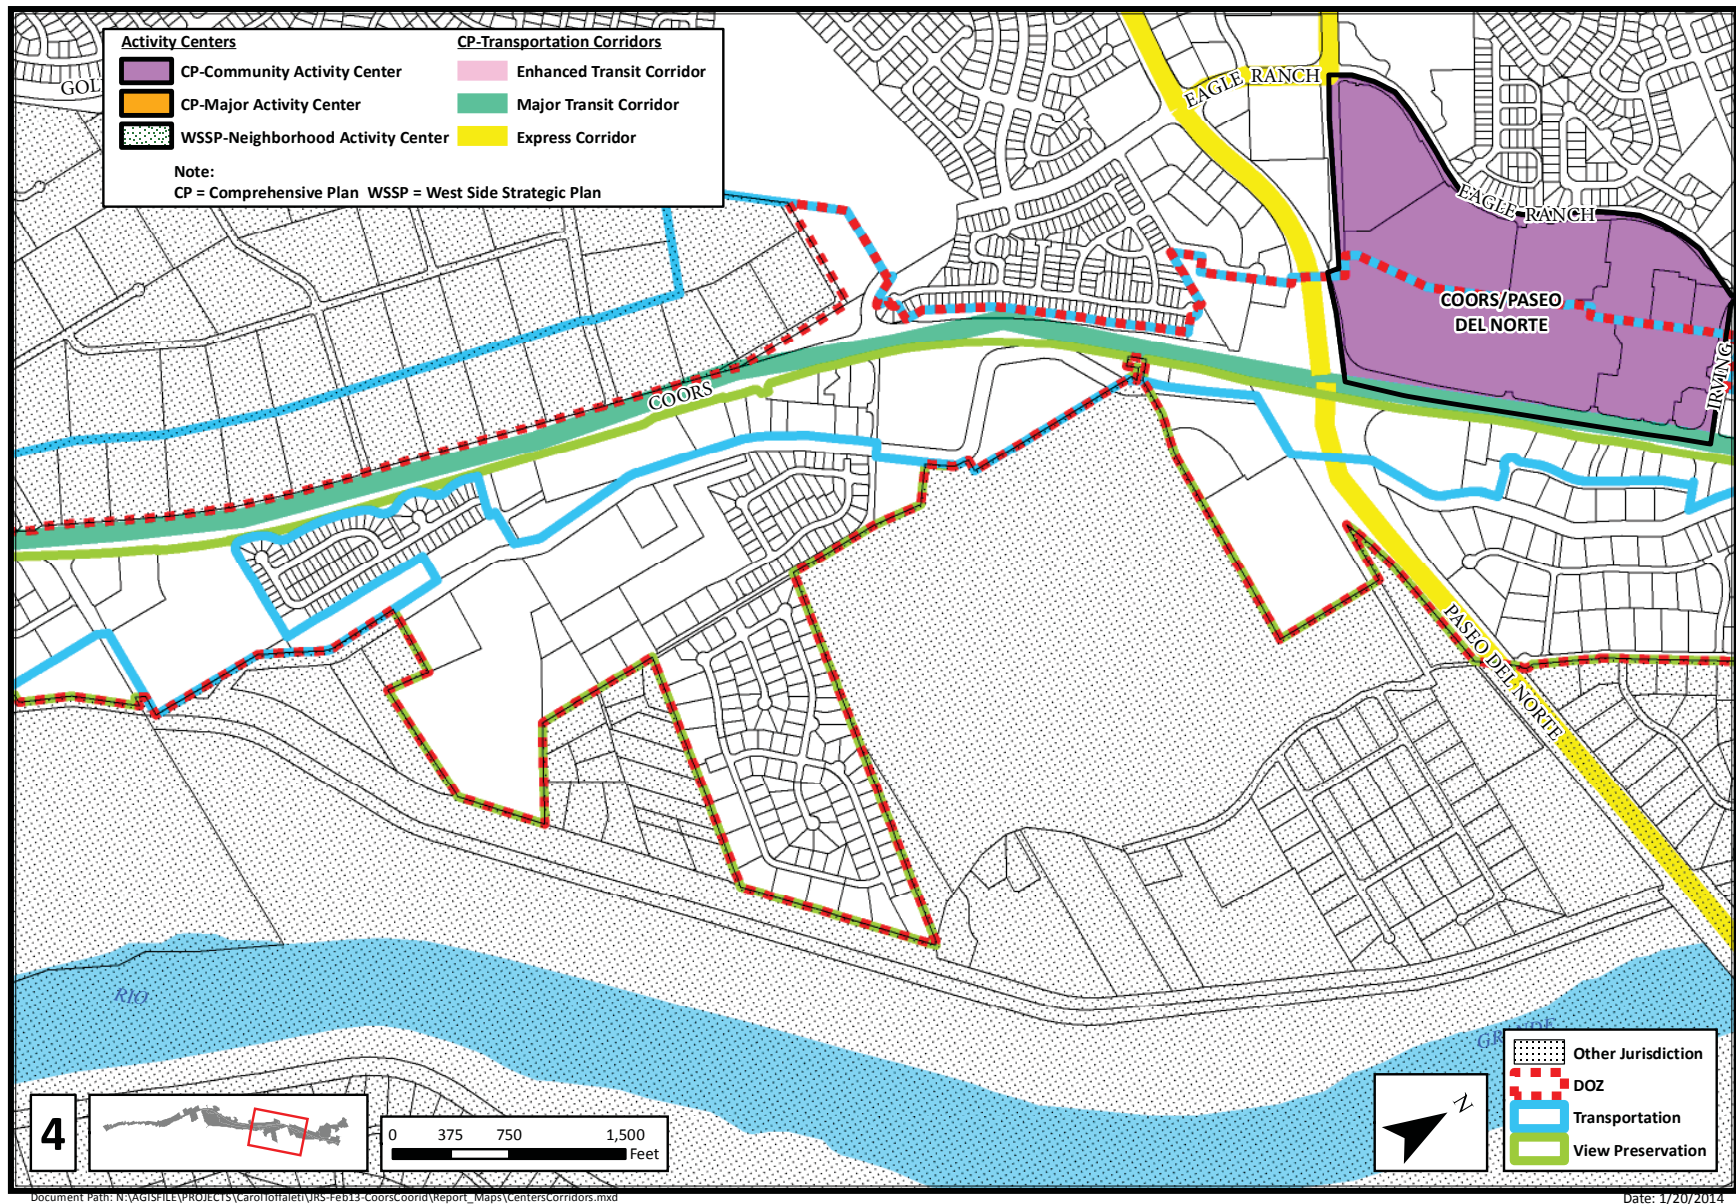 Activity Centers
CP-Transportation Corridors
CP-Community Activity Center
Enhanced Transit Corridor
CP-Major Activity Center
Major Transit Corridor
WSSP-Neighborhood Activity Center
Express Corridor
Note:
CP = Comprehensive Plan WSSP = West Side Strategic Plan
GOL
EAGLE RANCH
EAGLE RANCH
COORS/PASEO
DEL NORTE
IRVING
COORS
PASEO DEL NORTE
RIO
GRANDE
Other Jurisdiction
DOZ
Transportation
View Preservation
N
4
0 375 750 1,500
Feet
Document Path: N:\AGISFILE\PROJECTS\CarolToffaleti\JRS-Feb13-CoorsCoorid\Report_Maps\CentersCorridors.mxd
Date: 1/20/2014